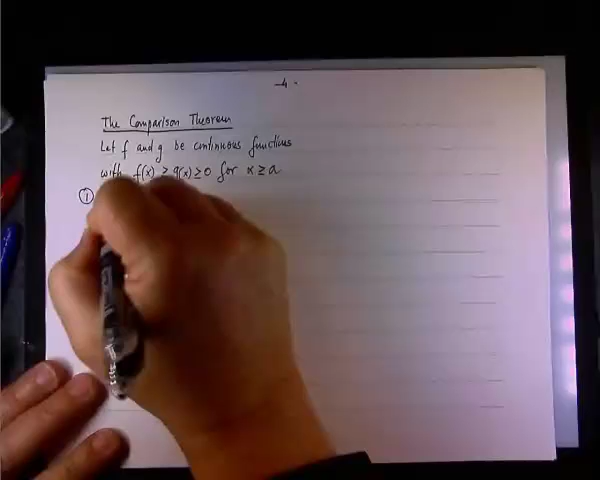 -4-
The Comparison Theorem
Let f and g be continuous functions
with f(x) ≥ g(x) ≥ 0 for x ≥ a
①